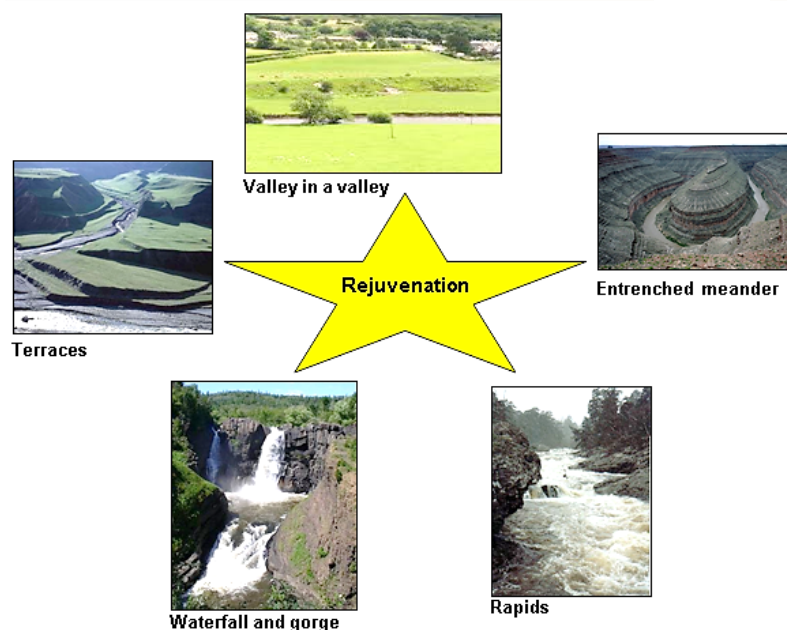 Valley in a valley
Entrenched meander
Rejuvenation
Terraces
Waterfall and gorge
Rapids